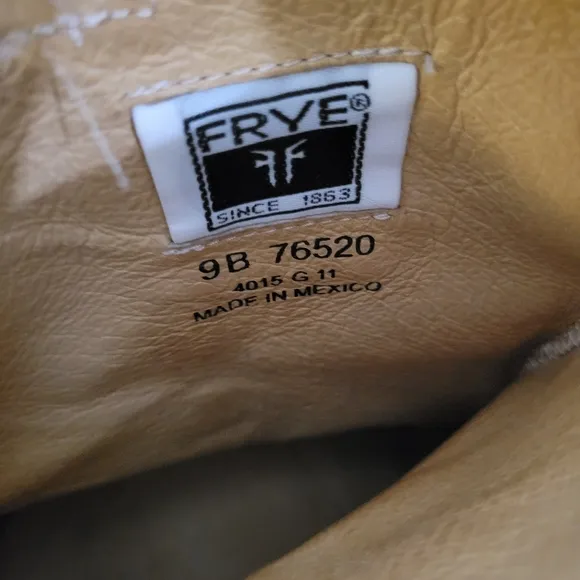 FRYE®
SINCE 1863
9B 76520
4015 G 11
MADE IN MEXICO